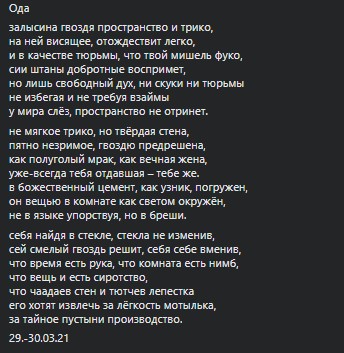 Ода
залысина гвоздя пространство и трико,
на ней висящее, отождествит легко,
и в качестве тюрьмы, что твой мишель фуко,
сии штаны добротные воспримет,
но лишь свободный дух, ни скуки ни тюрьмы
не избегая и не требуя взаймы
у мира слёз, пространство не отринет.
не мягкое трико, но твёрдая стена,
пятно незримое, гвоздю предрешена,
как полуголый мрак, как вечная жена,
уже-всегда тебя отдавшая – тебе же.
в божественный цемент, как узник, погружен,
он вещью в комнате как светом окружён,
не в языке упорствуя, но в бреши.
себя найдя в стекле, стекла не изменив,
сей смелый гвоздь решит, себя себе вменив,
что время есть рука, что комната есть нимб,
что вещь и есть сиротство,
что чаадаев стен и тютчев лепестка
его хотят извлечь за лёгкость мотылька,
за тайное пустыни производство.
29.-30.03.21